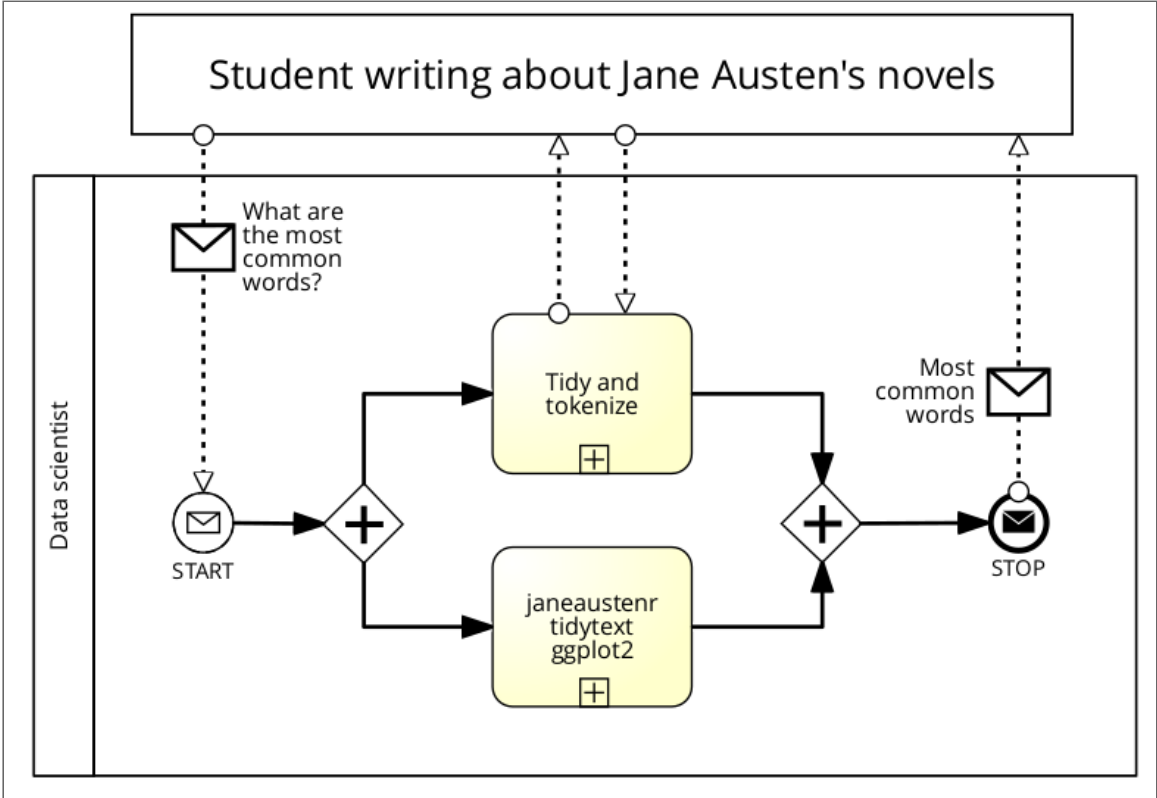 Student writing about Jane Austen's novels
What are
the most
common
words?
Data scientist
START
Tidy and
tokenize
janeaustenr
tidytext
ggplot2
Most
common
words
STOP